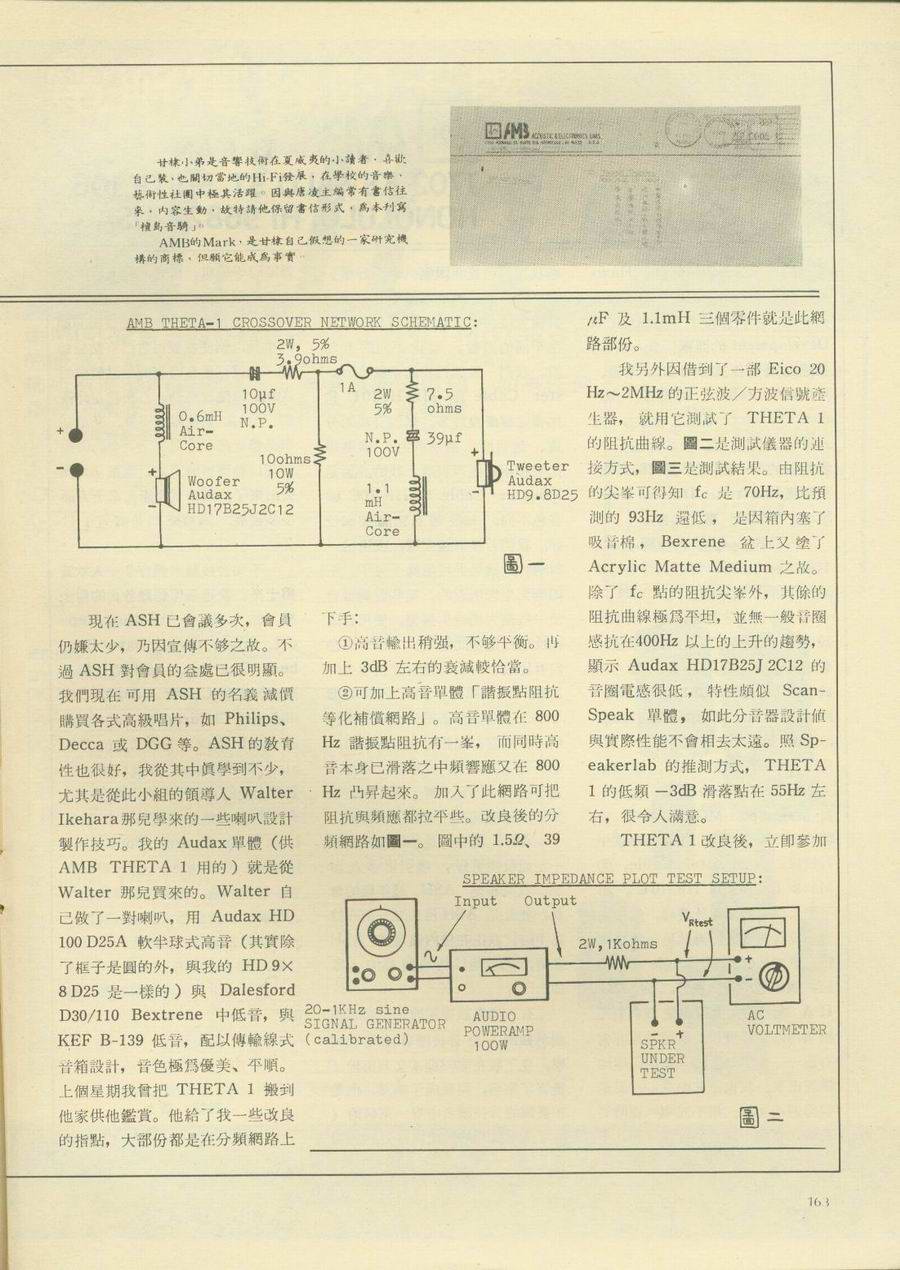 甘棣小弟是音響技術在夏威夷的小讀者，喜歡
自己裝，也關切當地的Hi-Fi發展，在學校的音樂、
藝術性社團中極其活躍。因與唐凌主編常有書信往
來，內容生動，故特請他保留書信形式，爲本刊寫
「檀島音騎」。
AMB的Mark，是甘棣自己假想的一家研究機
構的商標，但願它能成爲事實。
AMB ACOUSTIC & ELECTRONICS LABS.
AMB THETA-1 CROSSOVER NETWORK SCHEMATIC:
2W, 5%
3.9ohms
10μf
100V
N.P.
1A
0.6mH
Air-
Core
+
-
+
Woofer
Audax
HD17B25J2C12
-
10ohms
10W
5%
2W
5%
7.5
ohms
N.P.
100V
39μf
1.1
mH
Air-
Core
+
Tweeter
Audax
HD9.8D25
-
圖一
現在 ASH 已會議多次，會員
仍嫌太少，乃因宣傳不够之故。不
過 ASH 對會員的益處已很明顯。
我們現在可用 ASH 的名義減價
購買各式高級唱片，如 Philips、
Decca 或 DGG 等。ASH 的教育
性也很好，我從其中眞學到不少，
尤其是從此小組的領導人 Walter
Ikehara那兒學來的一些喇叭設計
製作技巧。我的 Audax 單體（供
AMB THETA 1 用的）就是從
Walter 那兒買來的。Walter 自
己做了一對喇叭，用 Audax HD
100 D25A 軟半球式高音（其實除
了框子是圓的外，與我的 HD 9×
8 D25 是一樣的）與 Dalesford
D30/110 Bextrene 中低音，與
KEF B-139 低音，配以傳輸線式
音箱設計，音色極爲優美、平順。
上個星期我曾把 THETA 1 搬到
他家供他鑑賞。他給了我一些改良
的指點，大部份都是在分頻網路上
下手：
①高音輸出稍强，不够平衡。再
加上 3dB 左右的衰減較恰當。
②可加上高音單體「諧振點阻抗
等化補償網路」。高音單體在 800
Hz 諧振點阻抗有一峯，而同時高
音本身已滑落之中頻響應又在 800
Hz 凸昇起來。加入了此網路可把
阻抗與頻應都拉平些。改良後的分
頻網路如圖一。圖中的 1.5Ω、39
μF 及 1.1mH 三個零件就是此網
路部份。
我另外因借到了一部 Eico 20
Hz～2MHz 的正弦波／方波信號產
生器，就用它測試了 THETA 1
的阻抗曲線。圖二是測試儀器的連
接方式，圖三是測試結果。由阻抗
的尖峯可得知 fc 是 70Hz，比預
測的 93Hz 還低，是因箱內塞了
吸音棉，Bexrene 盆上又塗了
Acrylic Matte Medium 之故。
除了 fc 點的阻抗尖峯外，其餘的
阻抗曲線極爲平坦，並無一般音圈
感抗在400Hz 以上的上升的趨勢，
顯示 Audax HD17B25J 2C12 的
音圈電感很低，特性頗似 Scan-
Speak 單體，如此分音器設計値
與實際性能不會相去太遠。照 Sp-
eakerlab 的推測方式，THETA
1 的低頻 －3dB 滑落點在 55Hz 左
右，很令人滿意。
THETA 1 改良後，立卽參加
SPEAKER IMPEDANCE PLOT TEST SETUP:
Input
Output
2W,1Kohms
VRtest
+
-
20-1KHz sine
SIGNAL GENERATOR
(calibrated)
AUDIO
POWERAMP
100W
- +
SPKR
UNDER
TEST
AC
VOLTMETER
圖二
163